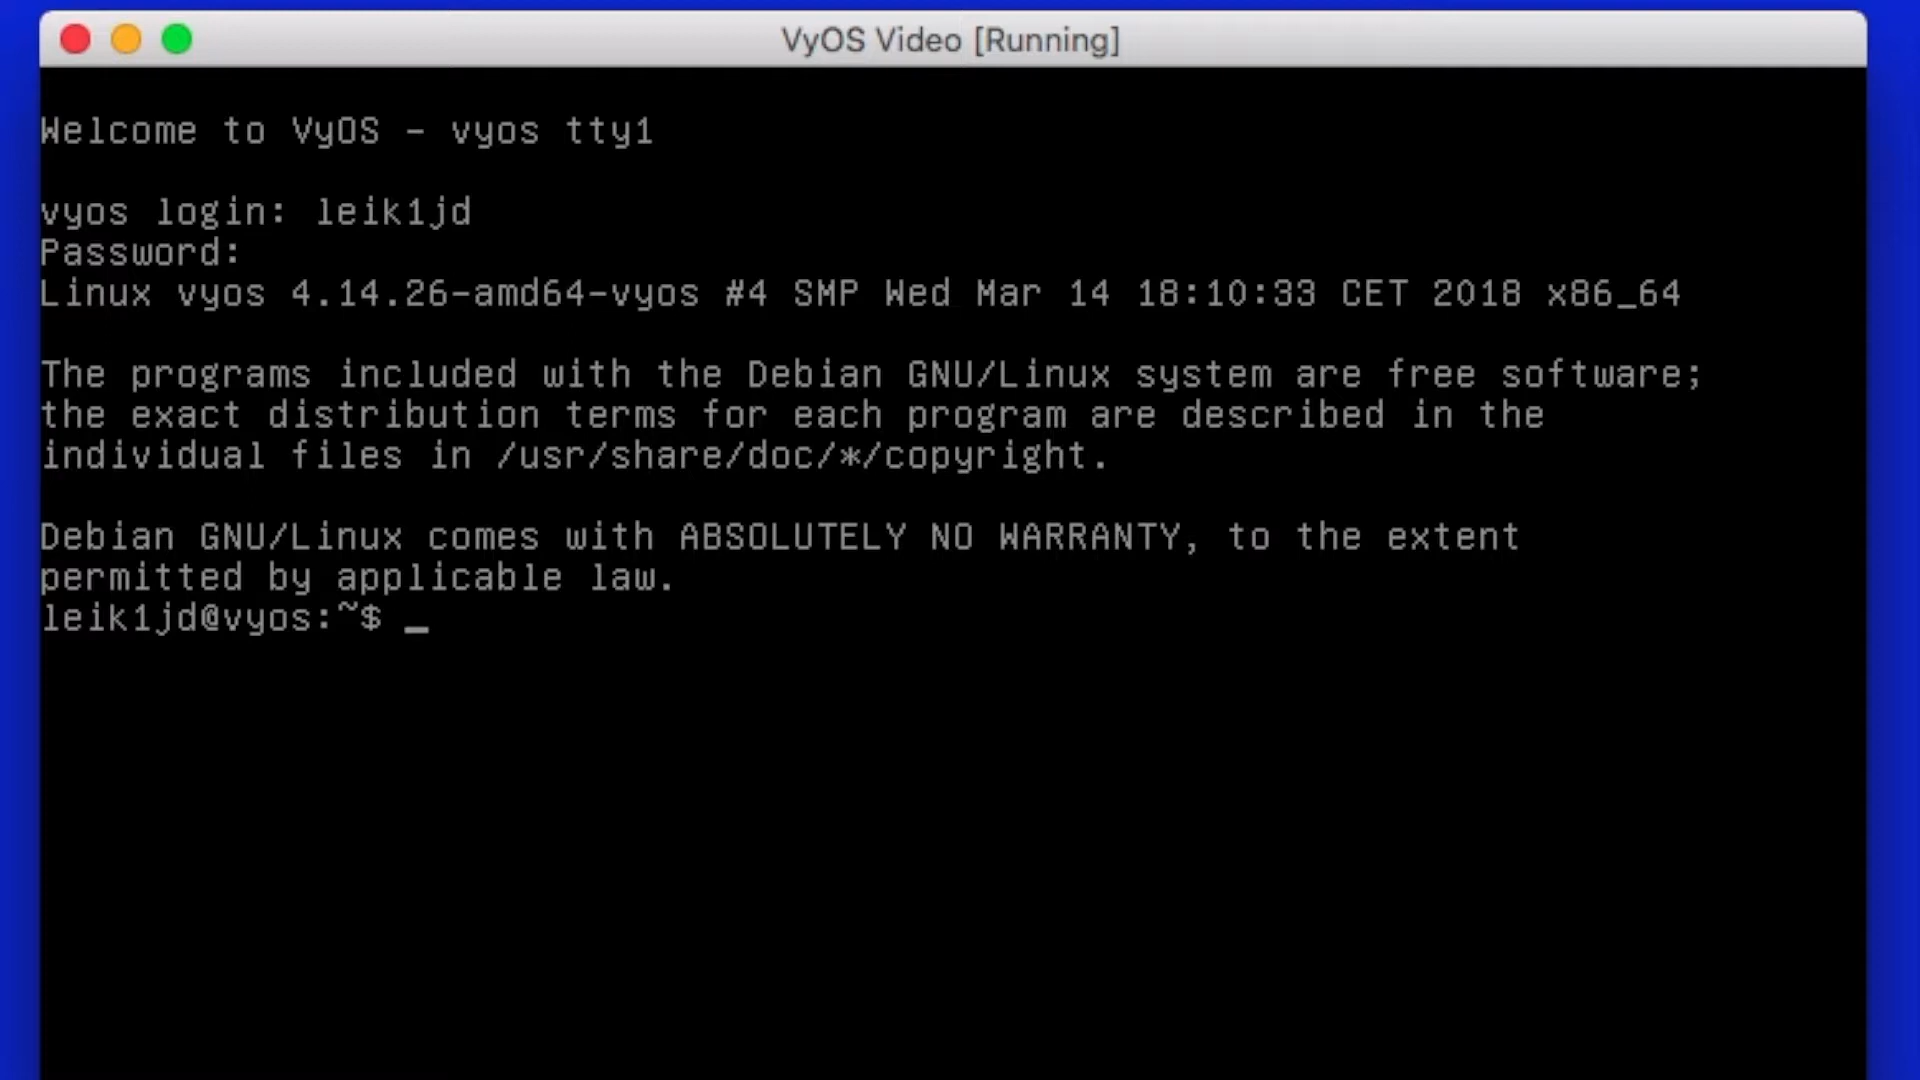 VyOS Video [Running]
Welcome to VyOS - vyos tty1
vyos login: leik1jd
Password:
Linux vyos 4.14.26-amd64-vyos #4 SMP Wed Mar 14 18:10:33 CET 2018 x86_64
The programs included with the Debian GNU/Linux system are free software;
the exact distribution terms for each program are described in the
individual files in /usr/share/doc/*/copyright.
Debian GNU/Linux comes with ABSOLUTELY NO WARRANTY, to the extent
permitted by applicable law.
leik1jd@vyos:~$ _